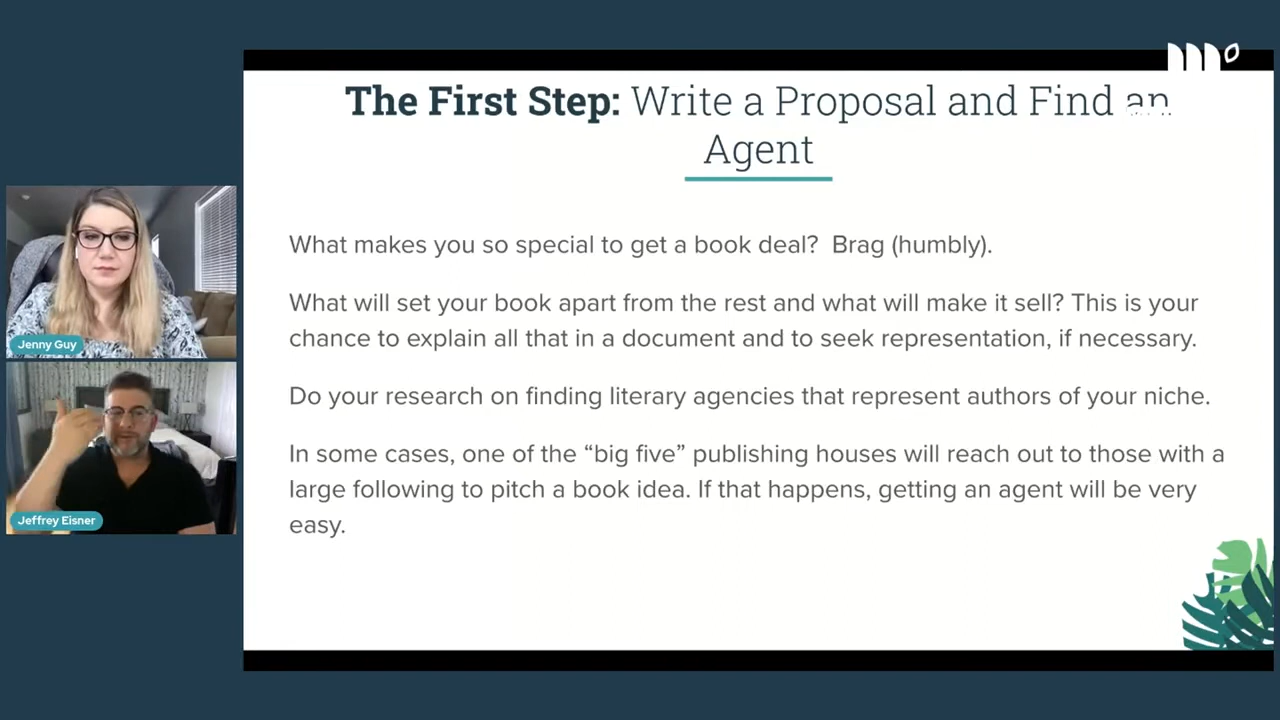 The First Step: Write a Proposal and Find an
Agent
What makes you so special to get a book deal?  Brag (humbly).
What will set your book apart from the rest and what will make it sell? This is your
chance to explain all that in a document and to seek representation, if necessary.
Do your research on finding literary agencies that represent authors of your niche.
In some cases, one of the “big five” publishing houses will reach out to those with a
large following to pitch a book idea. If that happens, getting an agent will be very
easy.
Jenny Guy
Jeffrey Eisner